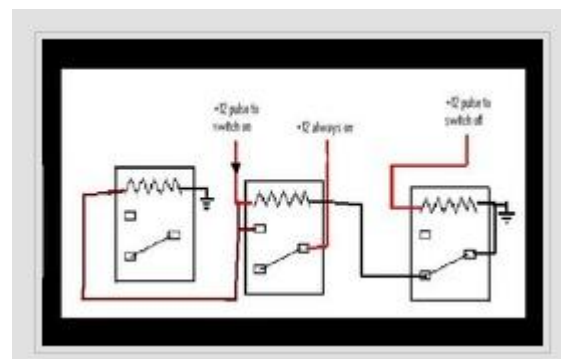 +12 pulse to
switch on
+12 always on
+12 pulse to
switch off